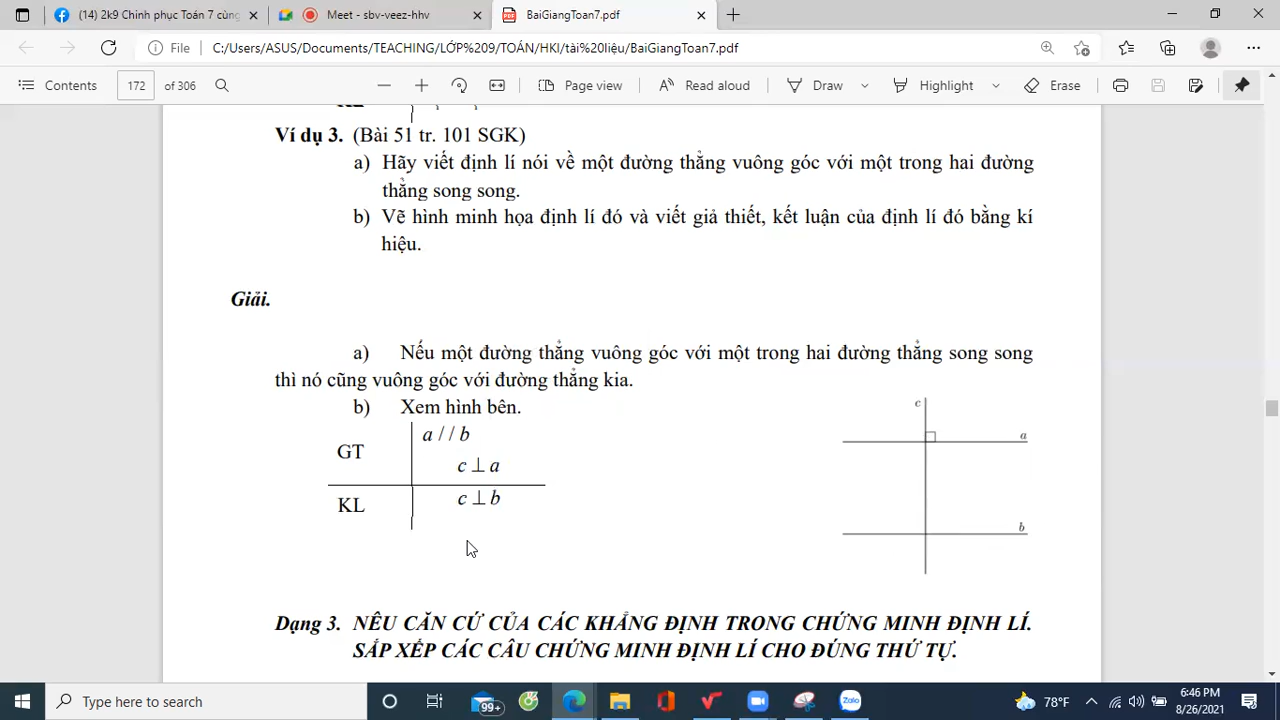 (14) 2k9 Chinh phục Toán 7 cùng
Meet - sbv-veez-hhv
BaiGiangToan7.pdf
File
C:/Users/ASUS/Documents/TEACHING/LỚP%209/TOÁN/HKI/tài%20liệu/BaiGiangToan7.pdf
Contents
172 of 306
Page view
Read aloud
Draw
Highlight
Erase
Ví dụ 3. (Bài 51 tr. 101 SGK)
a) Hãy viết định lí nói về một đường thẳng vuông góc với một trong hai đường
thẳng song song.
b) Vẽ hình minh họa định lí đó và viết giả thiết, kết luận của định lí đó bằng kí
hiệu.
Giải.
a) Nếu một đường thẳng vuông góc với một trong hai đường thẳng song song
thì nó cũng vuông góc với đường thẳng kia.
b) Xem hình bên.
GT a // b
c ⊥ a
KL c ⊥ b
c
a
b
Dạng 3. NÊU CĂN CỨ CỦA CÁC KHẲNG ĐỊNH TRONG CHỨNG MINH ĐỊNH LÍ.
SẮP XẾP CÁC CÂU CHỨNG MINH ĐỊNH LÍ CHO ĐÚNG THỨ TỰ.
Type here to search
99+
Zalo
78°F
6:46 PM
8/26/2021